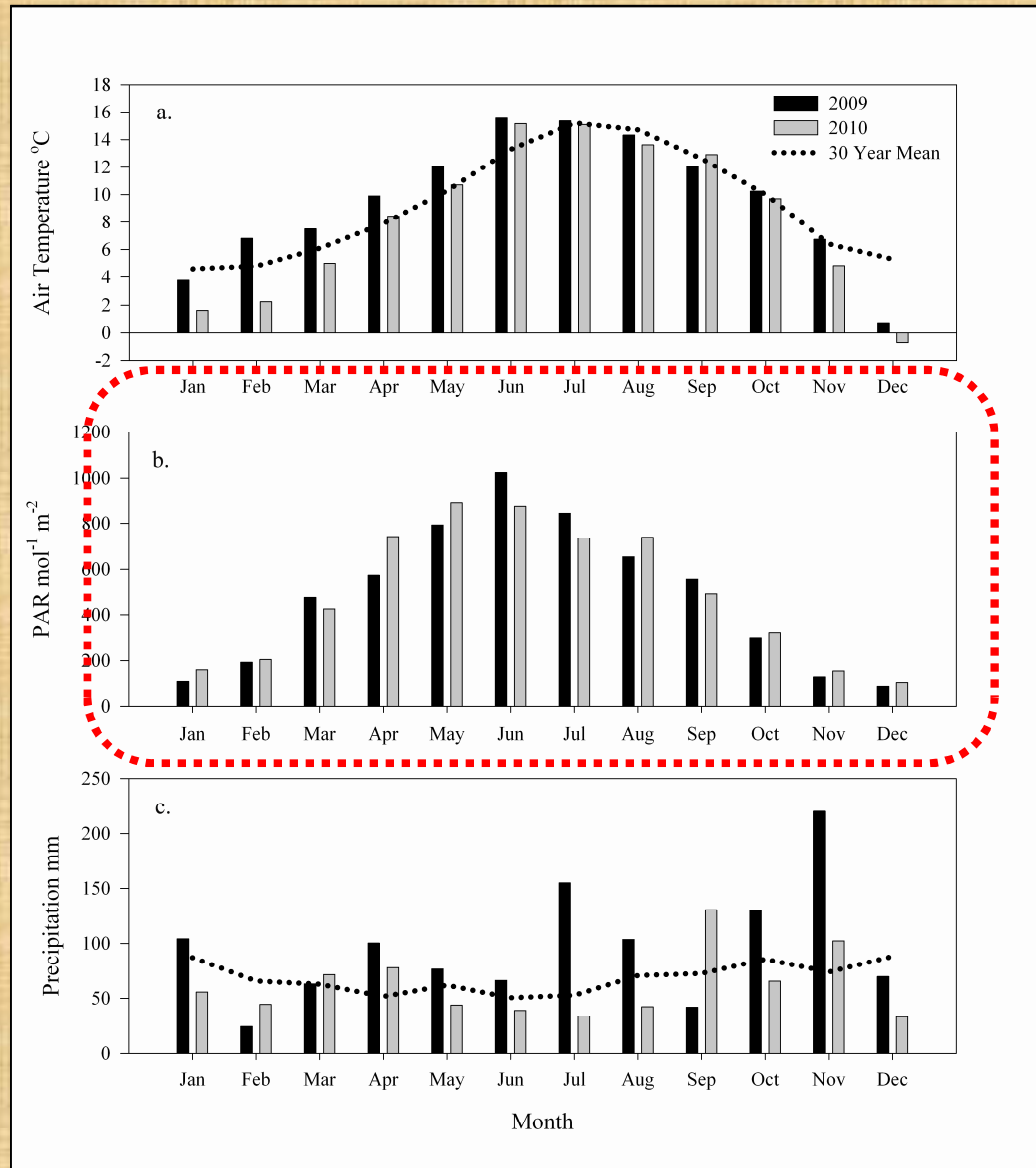 18
16
14
12
10
8
6
4
2
0
-2
Air Temperature °C
a.
2009
2010
30 Year Mean
Jan Feb Mar Apr May Jun Jul Aug Sep Oct Nov Dec
1200
1000
800
600
400
200
0
PAR mol⁻¹ m⁻²
b.
Jan Feb Mar Apr May Jun Jul Aug Sep Oct Nov Dec
250
200
150
100
50
0
Precipitation mm
c.
Jan Feb Mar Apr May Jun Jul Aug Sep Oct Nov Dec
Month